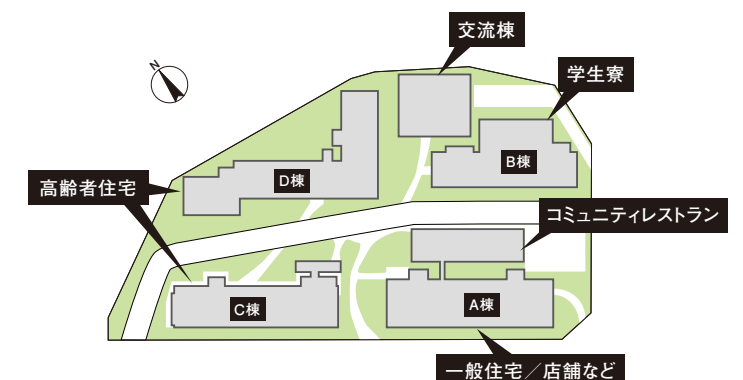 交流棟
N
学生寮
B棟
D棟
高齢者住宅
コミュニティレストラン
C棟
A棟
一般住宅／店舗など